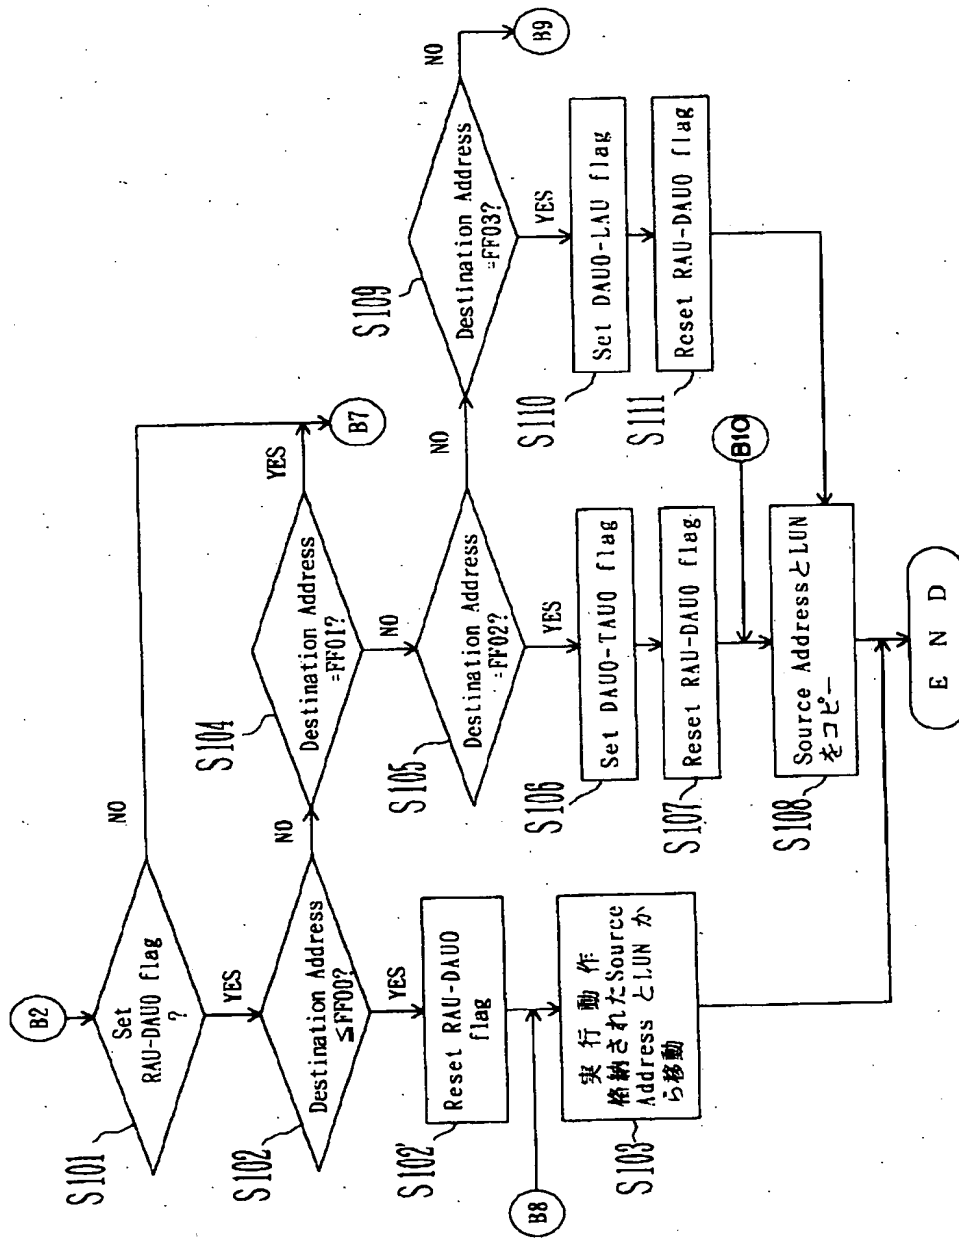 B2
S101
Set
RAU-DAU0 flag
?
NO
YES
S102
Destination Address
≦FF00?
NO
YES
S102'
Reset RAU-DAU0
flag
B8
S103
実行動作
格納されたSource
Address とLUN か
ら移動
S104
Destination Address
=FF01?
YES
B7
NO
S105
Destination Address
=FF02?
NO
YES
S106
Set DAU0-TAU0 flag
S107
Reset RAU-DAU0 flag
B10
S108
Source AddressとLUN
をコピー
S109
Destination Address
=FF03?
NO
B9
YES
S110
Set DAU0-LAU flag
S111
Reset RAU-DAU0 flag
END